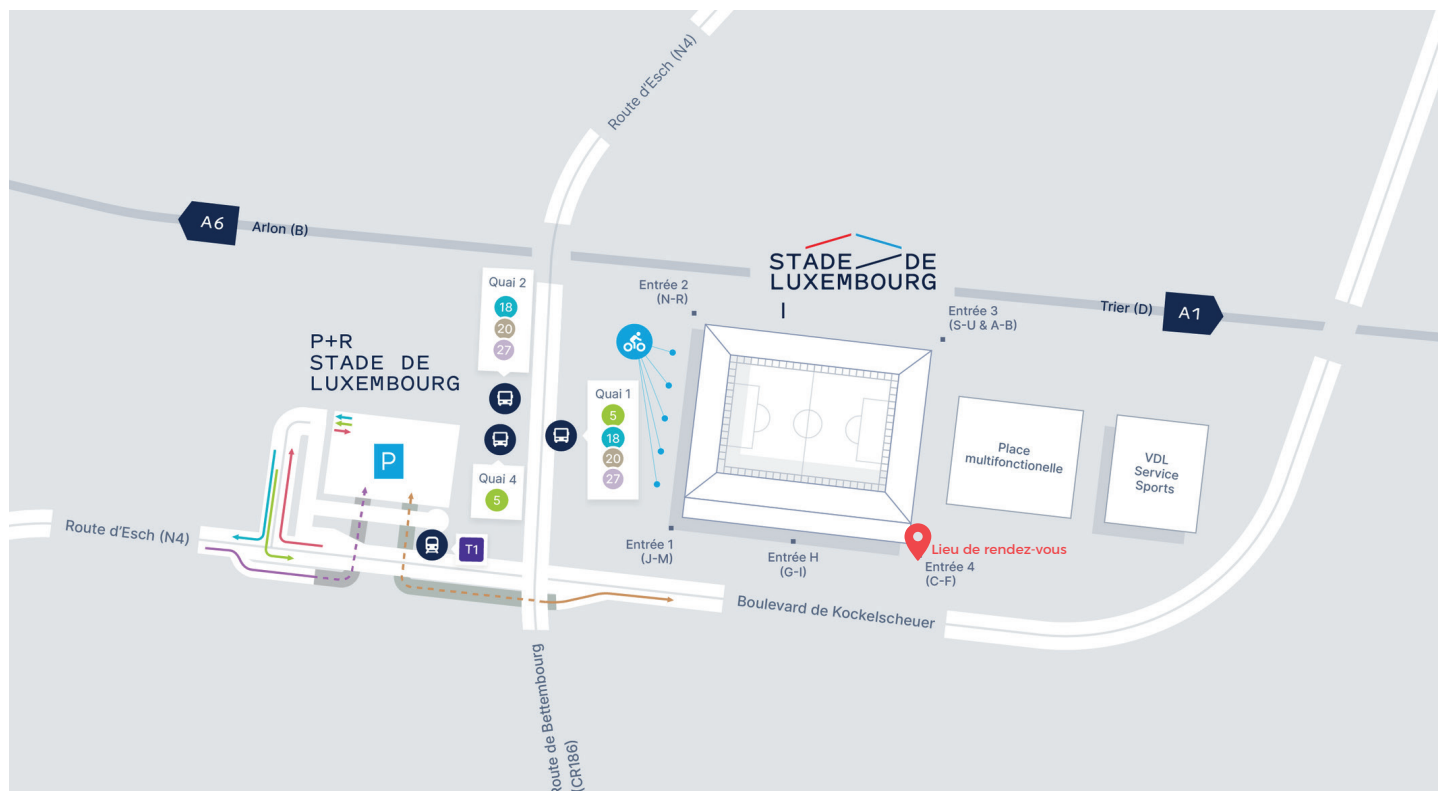 Route d'Esch (N4)
A6
Arlon (B)
STADE DE
LUXEMBOURG
Quai 2
18
20
27
Entrée 2
(N-R)
Entrée 3
(S-U & A-B)
Trier (D)
A1
P+R
STADE DE
LUXEMBOURG
Quai 1
5
18
20
27
P
Quai 4
5
Place
multifonctionelle
VDL
Service
Sports
Route d'Esch (N4)
T1
Entrée 1
(J-M)
Entrée H
(G-I)
Lieu de rendez-vous
Entrée 4
(C-F)
Boulevard de Kockelscheuer
Route de Bettembourg
(CR186)